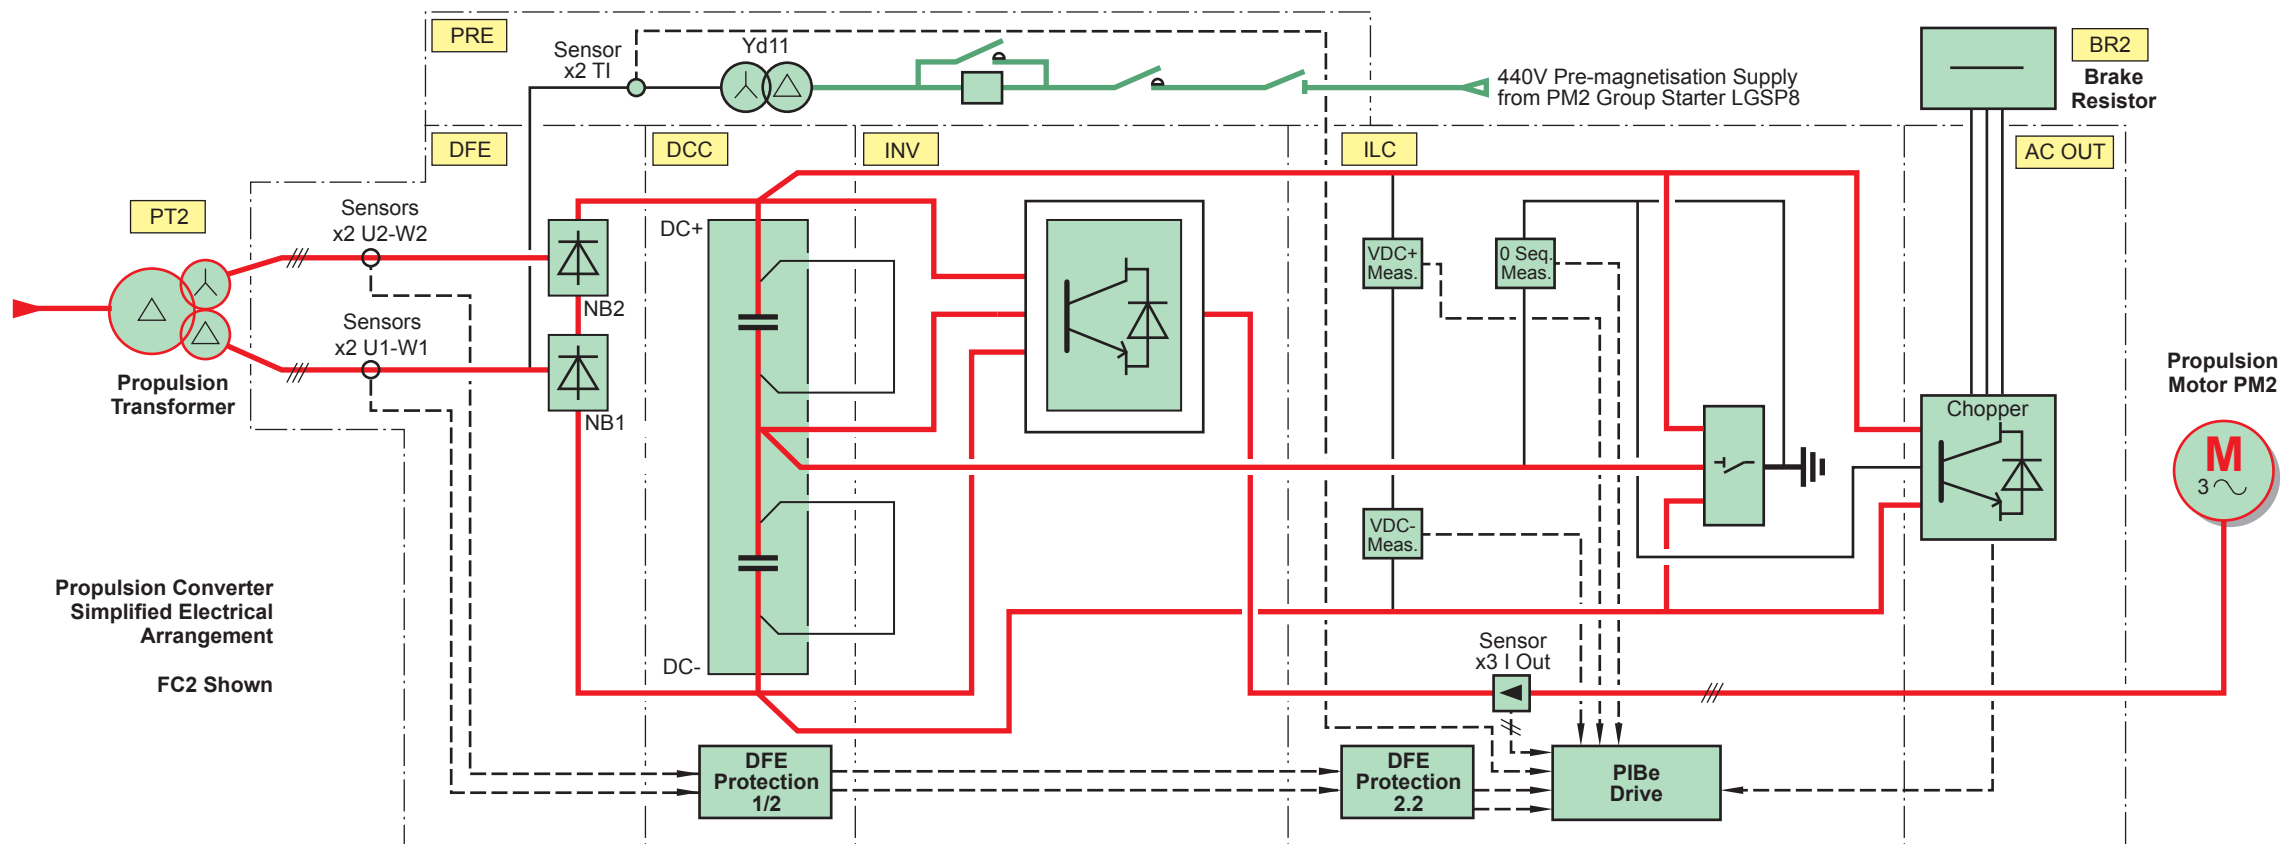 PRE
Sensor
x2 TI
Yd11
440V Pre-magnetisation Supply
from PM2 Group Starter LGSP8
BR2
Brake
Resistor
DFE
DCC
INV
ILC
AC OUT
PT2
Sensors
x2 U2-W2
DC+
VDC+
Meas.
0 Seq.
Meas.
NB2
Sensors
x2 U1-W1
Propulsion
Transformer
NB1
Chopper
Propulsion
Motor PM2
M
3
VDC-
Meas.
Propulsion Converter
Simplified Electrical
Arrangement
FC2 Shown
DC-
Sensor
x3 I Out
DFE
Protection
1/2
DFE
Protection
2.2
PIBe
Drive